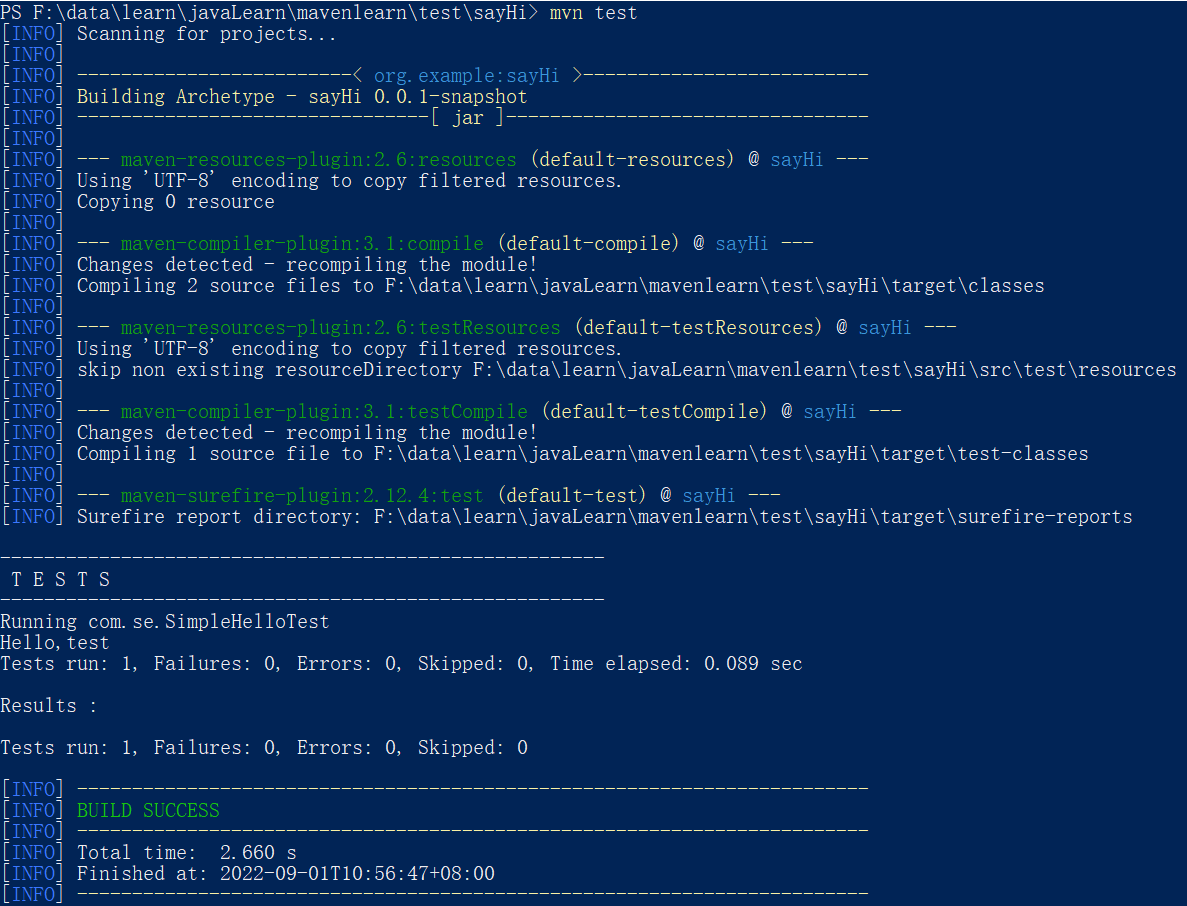 PS F:\data\learn\javaLearn\mavenlearn\test\sayHi> mvn test
[INFO] Scanning for projects...
[INFO]
[INFO] -------------------------< org.example:sayHi >--------------------------
[INFO] Building Archetype - sayHi 0.0.1-snapshot
[INFO] --------------------------------[ jar ]---------------------------------
[INFO]
[INFO] --- maven-resources-plugin:2.6:resources (default-resources) @ sayHi ---
[INFO] Using 'UTF-8' encoding to copy filtered resources.
[INFO] Copying 0 resource
[INFO]
[INFO] --- maven-compiler-plugin:3.1:compile (default-compile) @ sayHi ---
[INFO] Changes detected - recompiling the module!
[INFO] Compiling 2 source files to F:\data\learn\javaLearn\mavenlearn\test\sayHi\target\classes
[INFO]
[INFO] --- maven-resources-plugin:2.6:testResources (default-testResources) @ sayHi ---
[INFO] Using 'UTF-8' encoding to copy filtered resources.
[INFO] skip non existing resourceDirectory F:\data\learn\javaLearn\mavenlearn\test\sayHi\src\test\resources
[INFO]
[INFO] --- maven-compiler-plugin:3.1:testCompile (default-testCompile) @ sayHi ---
[INFO] Changes detected - recompiling the module!
[INFO] Compiling 1 source file to F:\data\learn\javaLearn\mavenlearn\test\sayHi\target\test-classes
[INFO]
[INFO] --- maven-surefire-plugin:2.12.4:test (default-test) @ sayHi ---
[INFO] Surefire report directory: F:\data\learn\javaLearn\mavenlearn\test\sayHi\target\surefire-reports
-------------------------------------------------------
T E S T S
-------------------------------------------------------
Running com.se.SimpleHelloTest
Hello,test
Tests run: 1, Failures: 0, Errors: 0, Skipped: 0, Time elapsed: 0.089 sec
Results :
Tests run: 1, Failures: 0, Errors: 0, Skipped: 0
[INFO] ------------------------------------------------------------------------
[INFO] BUILD SUCCESS
[INFO] ------------------------------------------------------------------------
[INFO] Total time:  2.660 s
[INFO] Finished at: 2022-09-01T10:56:47+08:00
[INFO] ------------------------------------------------------------------------